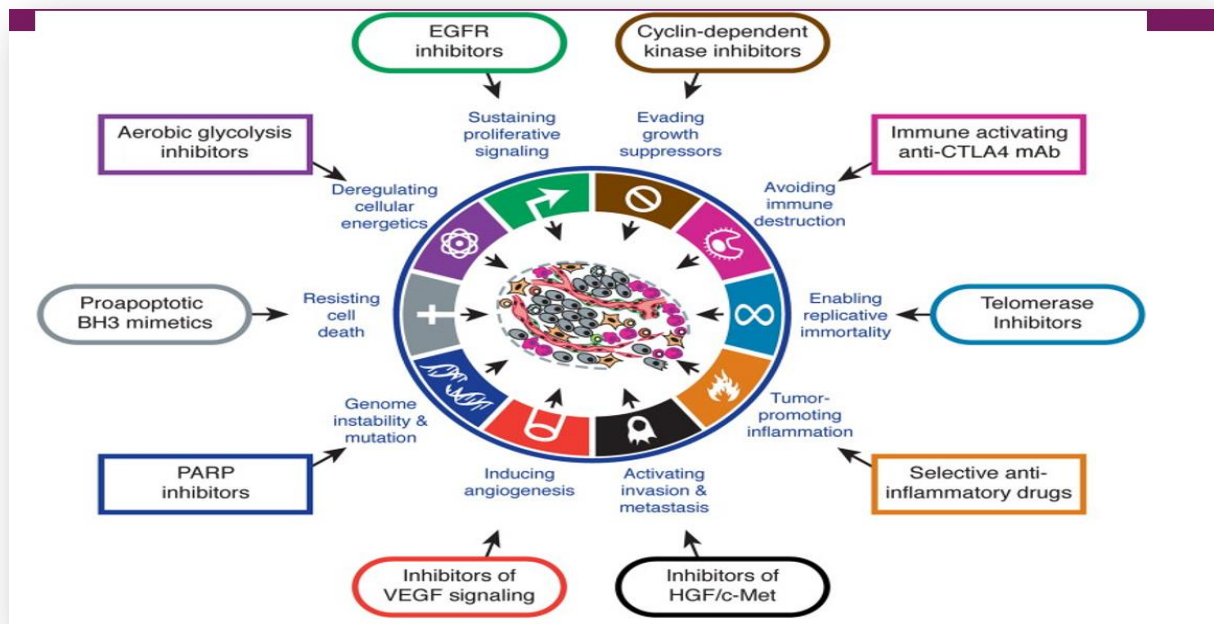 EGFR
inhibitors
Cyclin-dependent
kinase inhibitors
Sustaining
proliferative
signaling
Evading
growth
suppressors
Aerobic glycolysis
inhibitors
Immune activating
anti-CTLA4 mAb
Deregulating
cellular
energetics
Avoiding
immune
destruction
Proapoptotic
BH3 mimetics
Resisting
cell
death
Enabling
replicative
immortality
Telomerase
Inhibitors
Genome
instability &
mutation
Tumor-
promoting
inflammation
PARP
inhibitors
Inducing
angiogenesis
Activating
invasion &
metastasis
Selective anti-
inflammatory drugs
Inhibitors of
VEGF signaling
Inhibitors of
HGF/c-Met